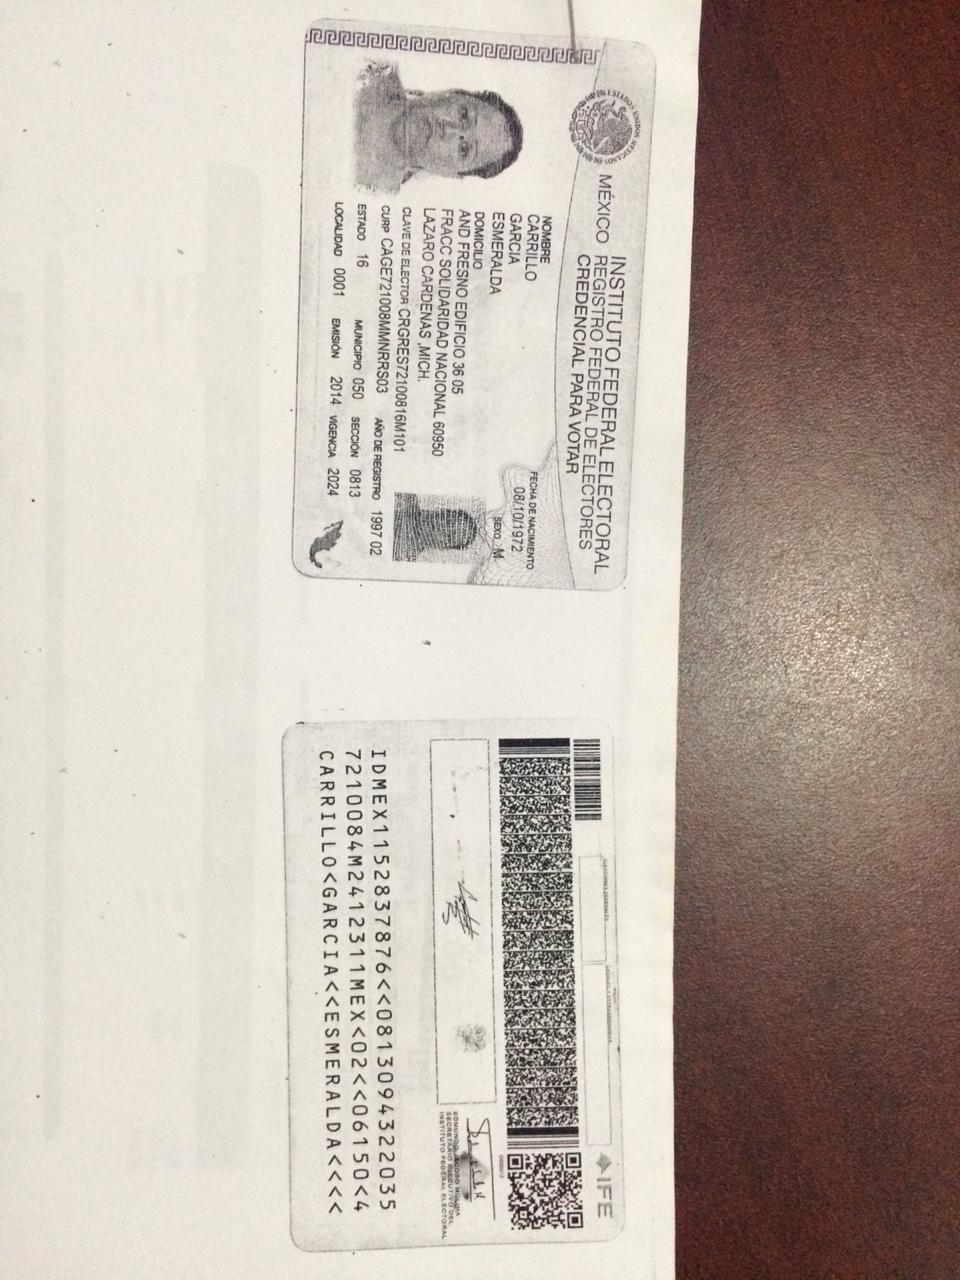 ESTADOS UNIDOS MEXICANOS
MÉXICO
INSTITUTO FEDERAL ELECTORAL
REGISTRO FEDERAL DE ELECTORES
CREDENCIAL PARA VOTAR
NOMBRE
CARRILLO
GARCIA
ESMERALDA
FECHA DE NACIMIENTO
08/10/1972
SEXO M
DOMICILIO
AND FRESNO EDIFICIO 36 05
FRACC SOLIDARIDAD NACIONAL 60950
LAZARO CARDENAS ,MICH.
CLAVE DE ELECTOR CRGRES72100816M101
CURP CAGE721008MMNRRS03 AÑO DE REGISTRO 1997 02
ESTADO 16 MUNICIPIO 050 SECCIÓN 0813
LOCALIDAD 0001 EMISIÓN 2014 VIGENCIA 2024
ELECCIONES FEDERALES
LOCALES Y EXTRAORDINARIAS
IFE
EDMUNDO JACOBO MOLINA
SECRETARIO EJECUTIVO DEL
INSTITUTO FEDERAL ELECTORAL
IDMEX1152837876<<0813094322035
7210084M2412311MEX<02<<06150<4
CARRILLO<GARCIA<<ESMERALDA<<<<